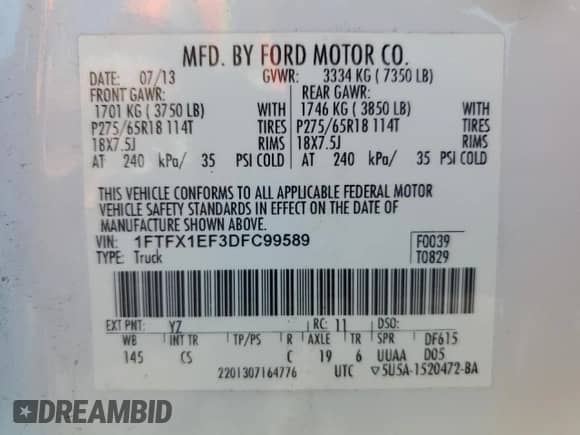 MFD. BY FORD MOTOR CO.
DATE: 07/13 GVWR: 3334 KG ( 7350 LB)
FRONT GAWR: REAR GAWR:
1701 KG ( 3750 LB) WITH 1746 KG ( 3850 LB) WITH
P275/65R18 114T TIRES P275/65R18 114T TIRES
18X7.5J RIMS 18X7.5J RIMS
AT 240 kPa/ 35 PSI COLD AT 240 kPa/ 35 PSI COLD
THIS VEHICLE CONFORMS TO ALL APPLICABLE FEDERAL MOTOR
VEHICLE SAFETY STANDARDS IN EFFECT ON THE DATE OF
MANUFACTURE SHOWN ABOVE.
VIN: 1FTFX1EF3DFC99589 F0039
TYPE: Truck T0829
EXT PNT: YZ RC: 11 DSO:
WB INT TR TP/PS R AXLE TR SPR DF615
145 CS C 19 6 UUAA D05
2201307164776 UTC 5U5A-1520472-BA
DREAMBID